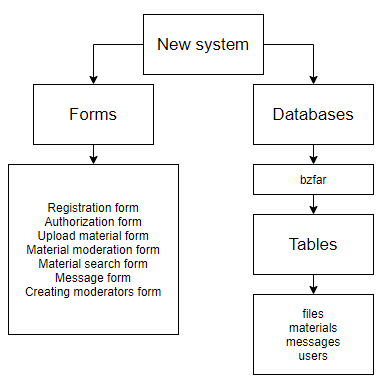 New system
Forms
Databases
Registration form
Authorization form
Upload material form
Material moderation form
Material search form
Message form
Creating moderators form
bzfar
Tables
files
materials
messages
users